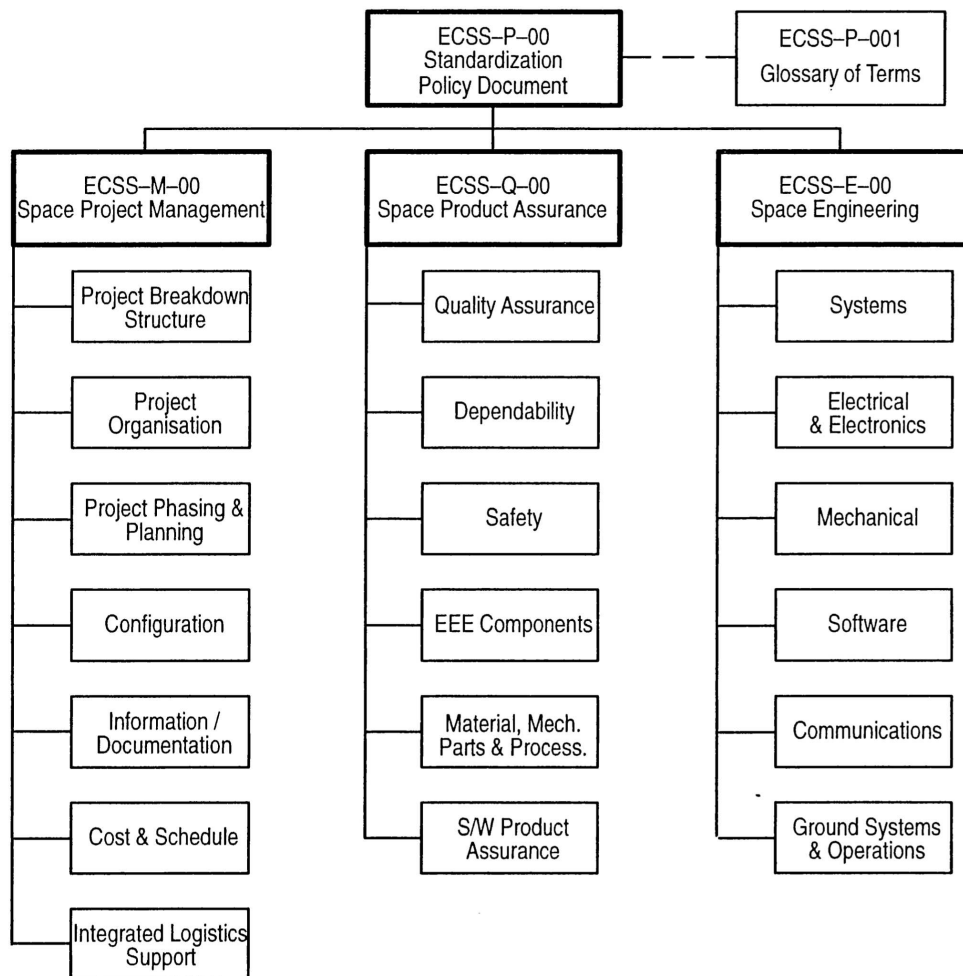 ECSS–P–00
Standardization
Policy Document
ECSS–P–001
Glossary of Terms
ECSS–M–00
Space Project Management
ECSS–Q–00
Space Product Assurance
ECSS–E–00
Space Engineering
Project Breakdown
Structure
Project
Organisation
Project Phasing &
Planning
Configuration
Information /
Documentation
Cost & Schedule
Integrated Logistics
Support
Quality Assurance
Dependability
Safety
EEE Components
Material, Mech.
Parts & Process.
S/W Product
Assurance
Systems
Electrical
& Electronics
Mechanical
Software
Communications
Ground Systems
& Operations